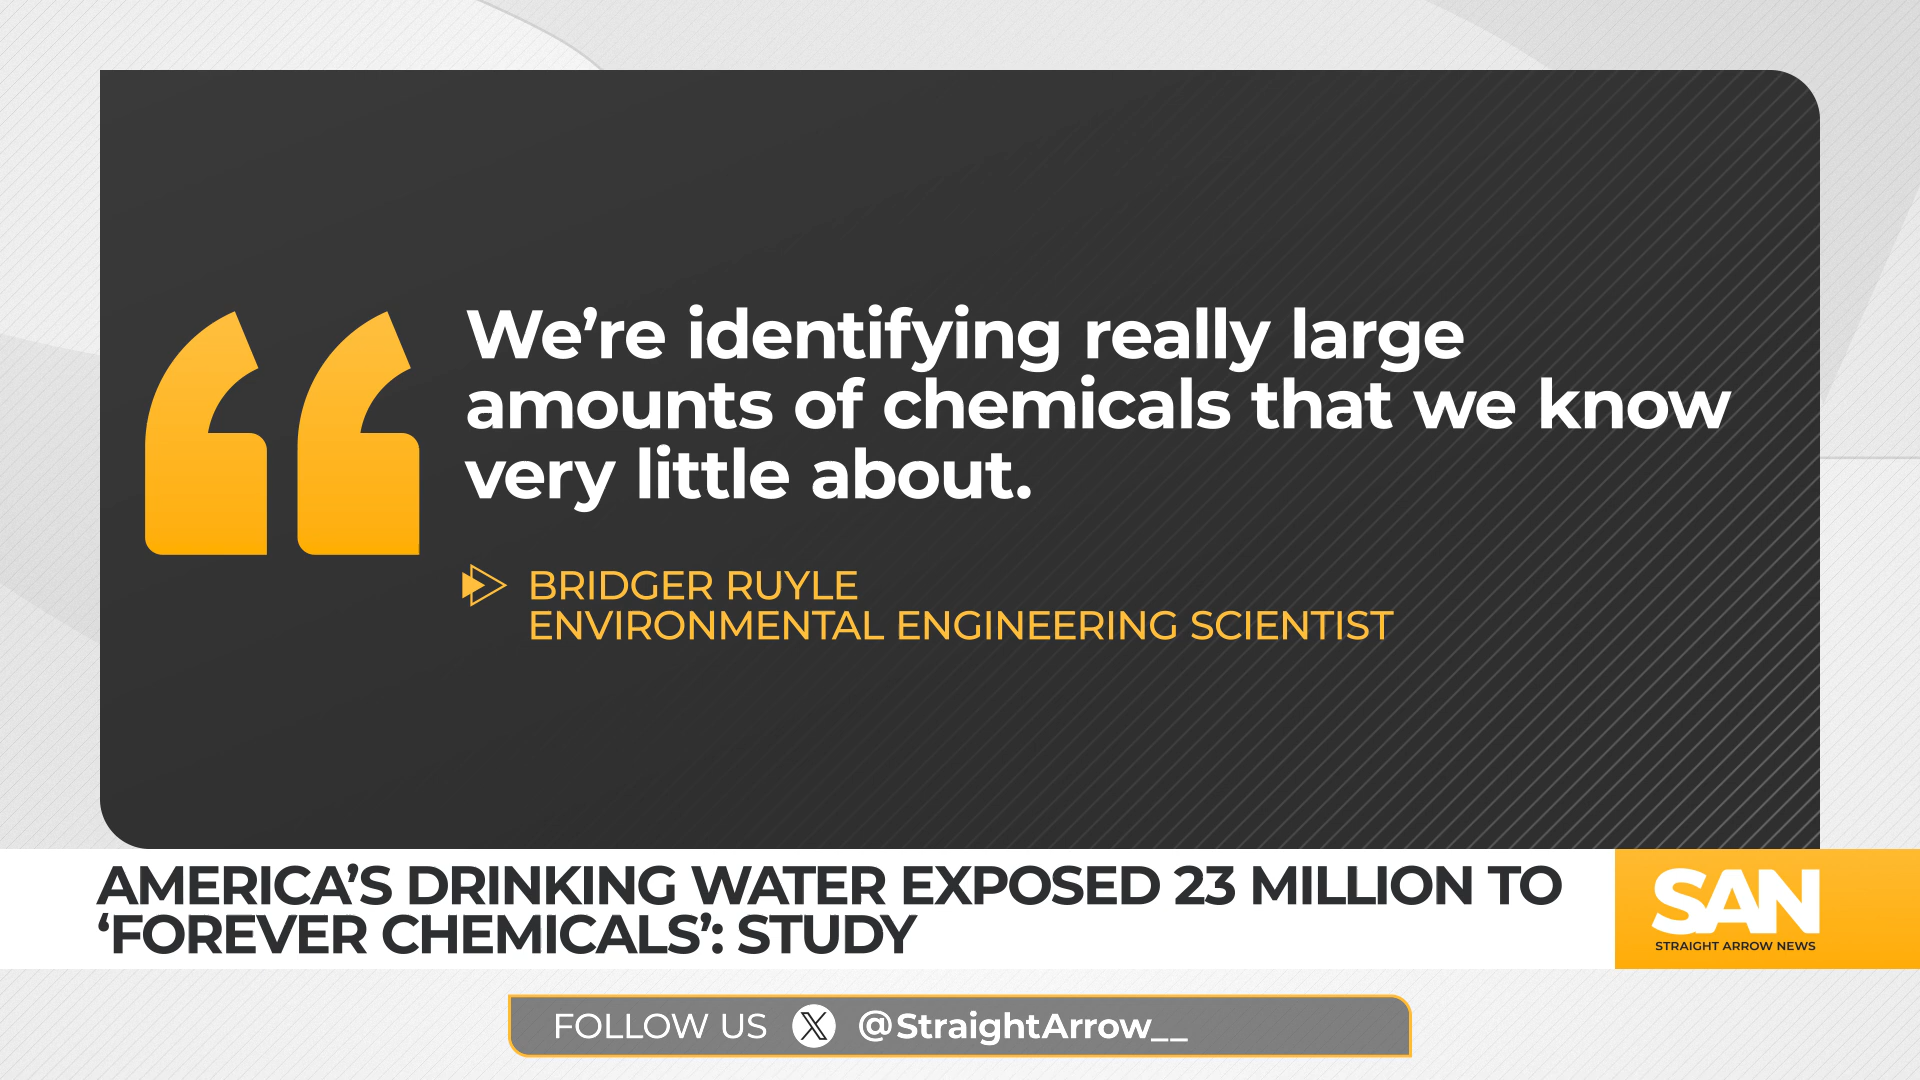 We’re identifying really large
amounts of chemicals that we know
very little about.
BRIDGER RUYLE
ENVIRONMENTAL ENGINEERING SCIENTIST
AMERICA’S DRINKING WATER EXPOSED 23 MILLION TO
‘FOREVER CHEMICALS’: STUDY
SAN
STRAIGHT ARROW NEWS
FOLLOW US X @StraightArrow__